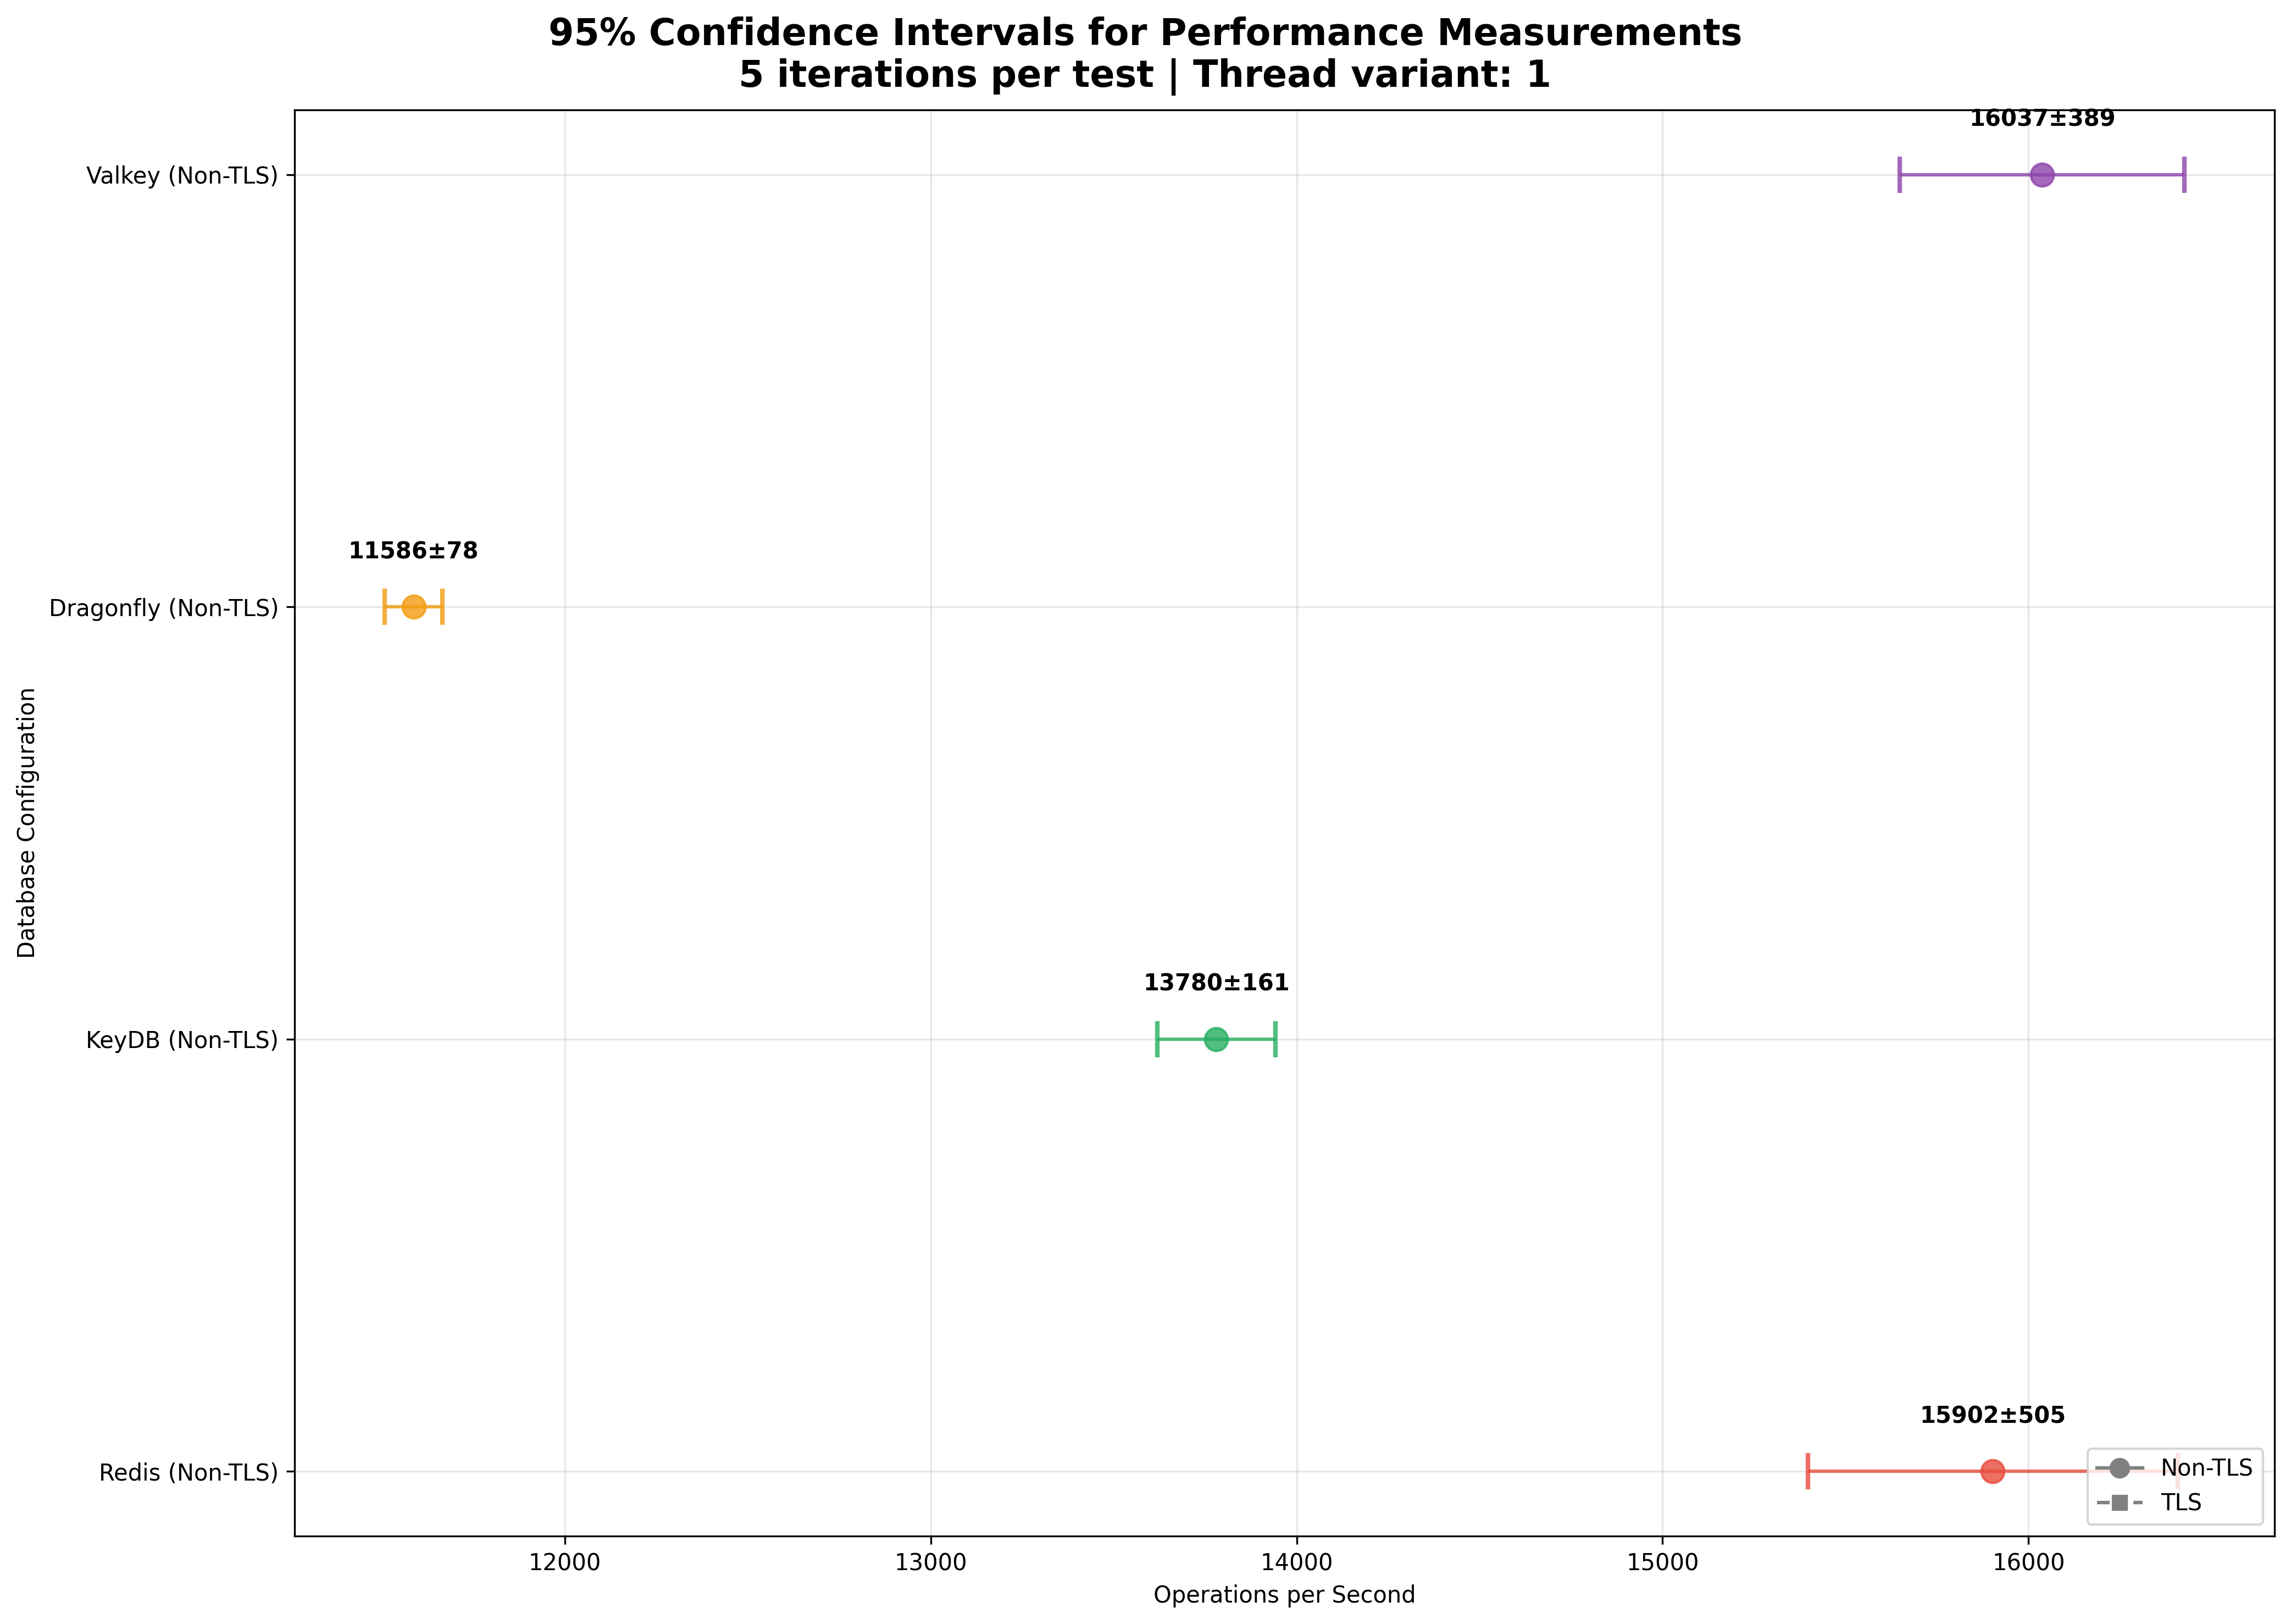 95% Confidence Intervals for Performance Measurements
5 iterations per test | Thread variant: 1
16037±389
Valkey (Non-TLS)
11586±78
Dragonfly (Non-TLS)
Database Configuration
13780±161
KeyDB (Non-TLS)
15902±505
Redis (Non-TLS)
Non-TLS
TLS
12000 13000 14000 15000 16000
Operations per Second